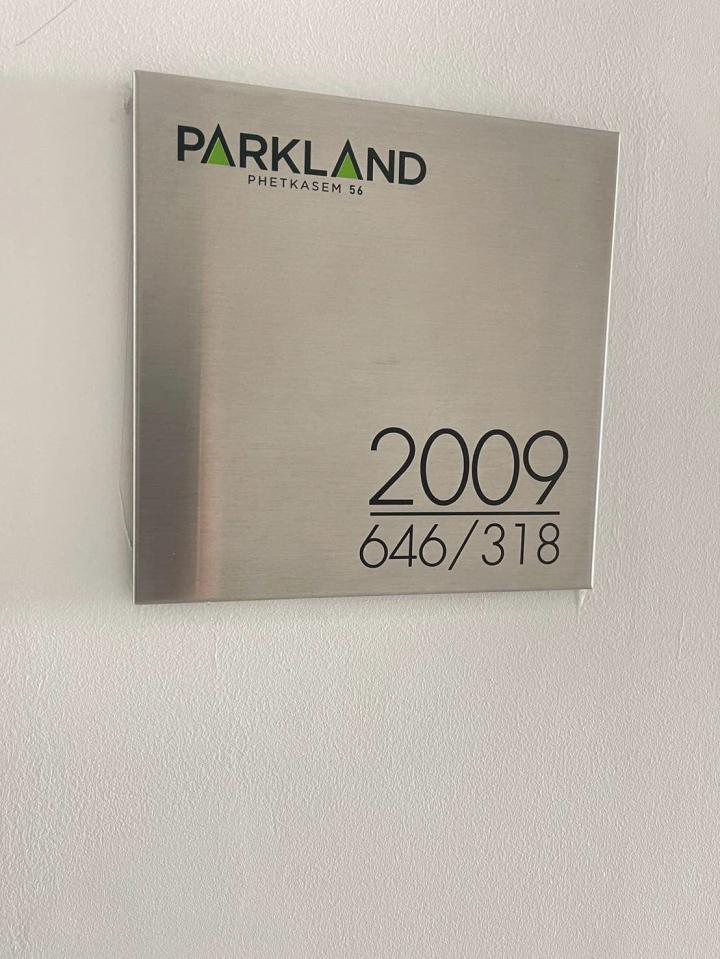 PARKLAND
PHETKASEM 56
2009
646/318